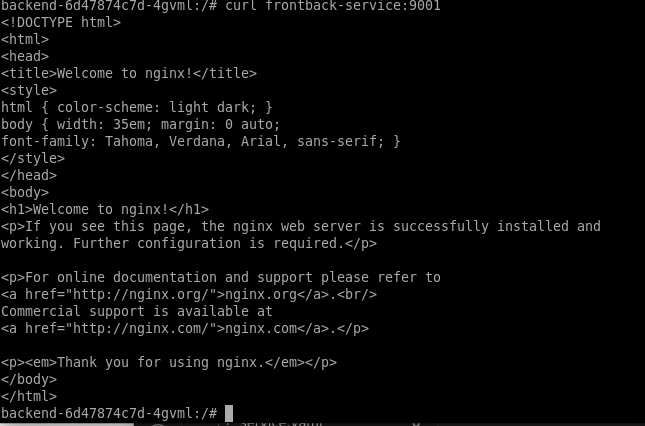 backend-6d47874c7d-4gvml:/# curl frontback-service:9001
<!DOCTYPE html>
<html>
<head>
<title>Welcome to nginx!</title>
<style>
html { color-scheme: light dark; }
body { width: 35em; margin: 0 auto;
font-family: Tahoma, Verdana, Arial, sans-serif; }
</style>
</head>
<body>
<h1>Welcome to nginx!</h1>
<p>If you see this page, the nginx web server is successfully installed and
working. Further configuration is required.</p>

<p>For online documentation and support please refer to
<a href="http://nginx.org/">nginx.org</a>.<br/>
Commercial support is available at
<a href="http://nginx.com/">nginx.com</a>.</p>

<p><em>Thank you for using nginx.</em></p>
</body>
</html>
backend-6d47874c7d-4gvml:/#